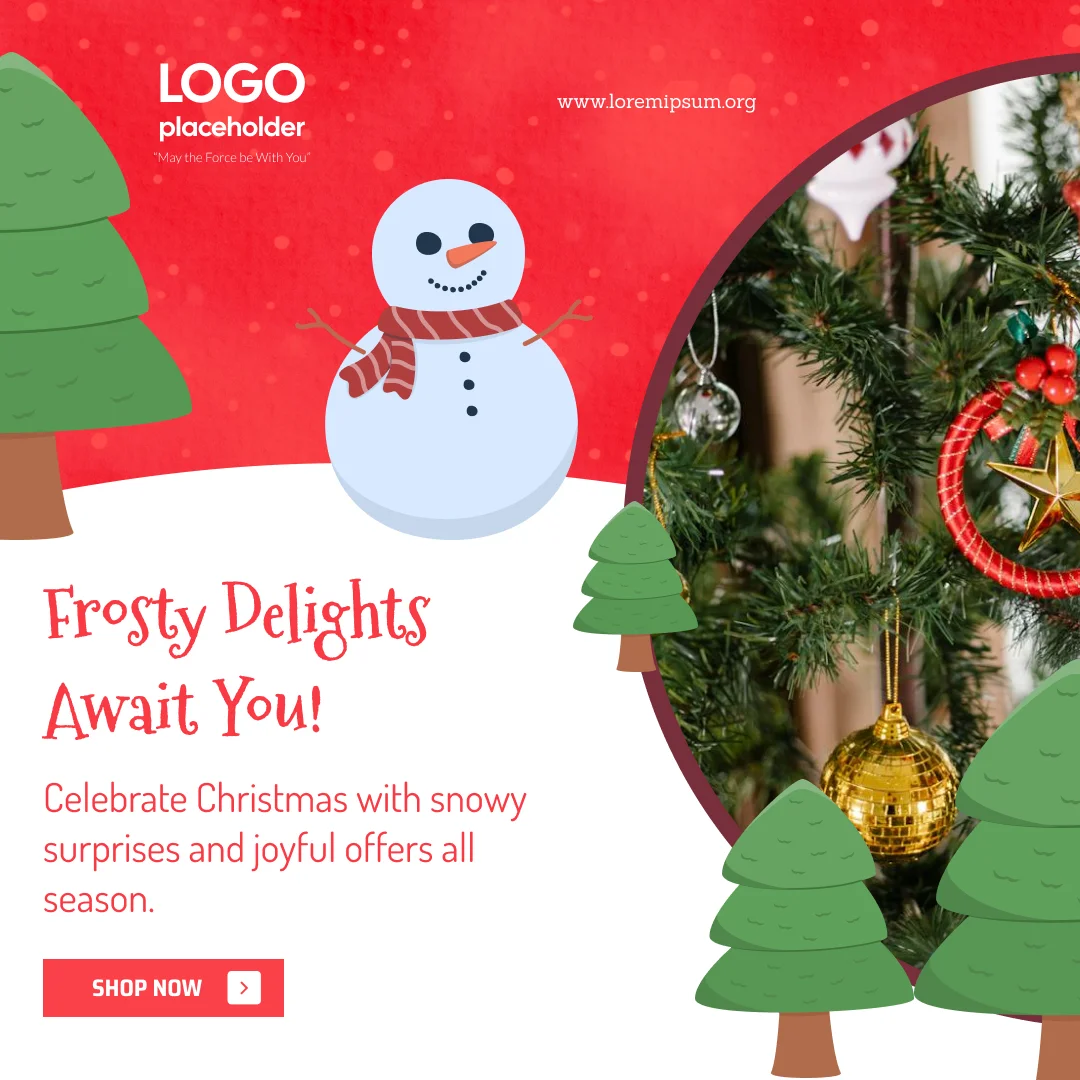 LOGO
placeholder
"May the Force be With You"
www.loremipsum.org
Frosty Delights
Await You!
Celebrate Christmas with snowy
surprises and joyful offers all
season.
SHOP NOW